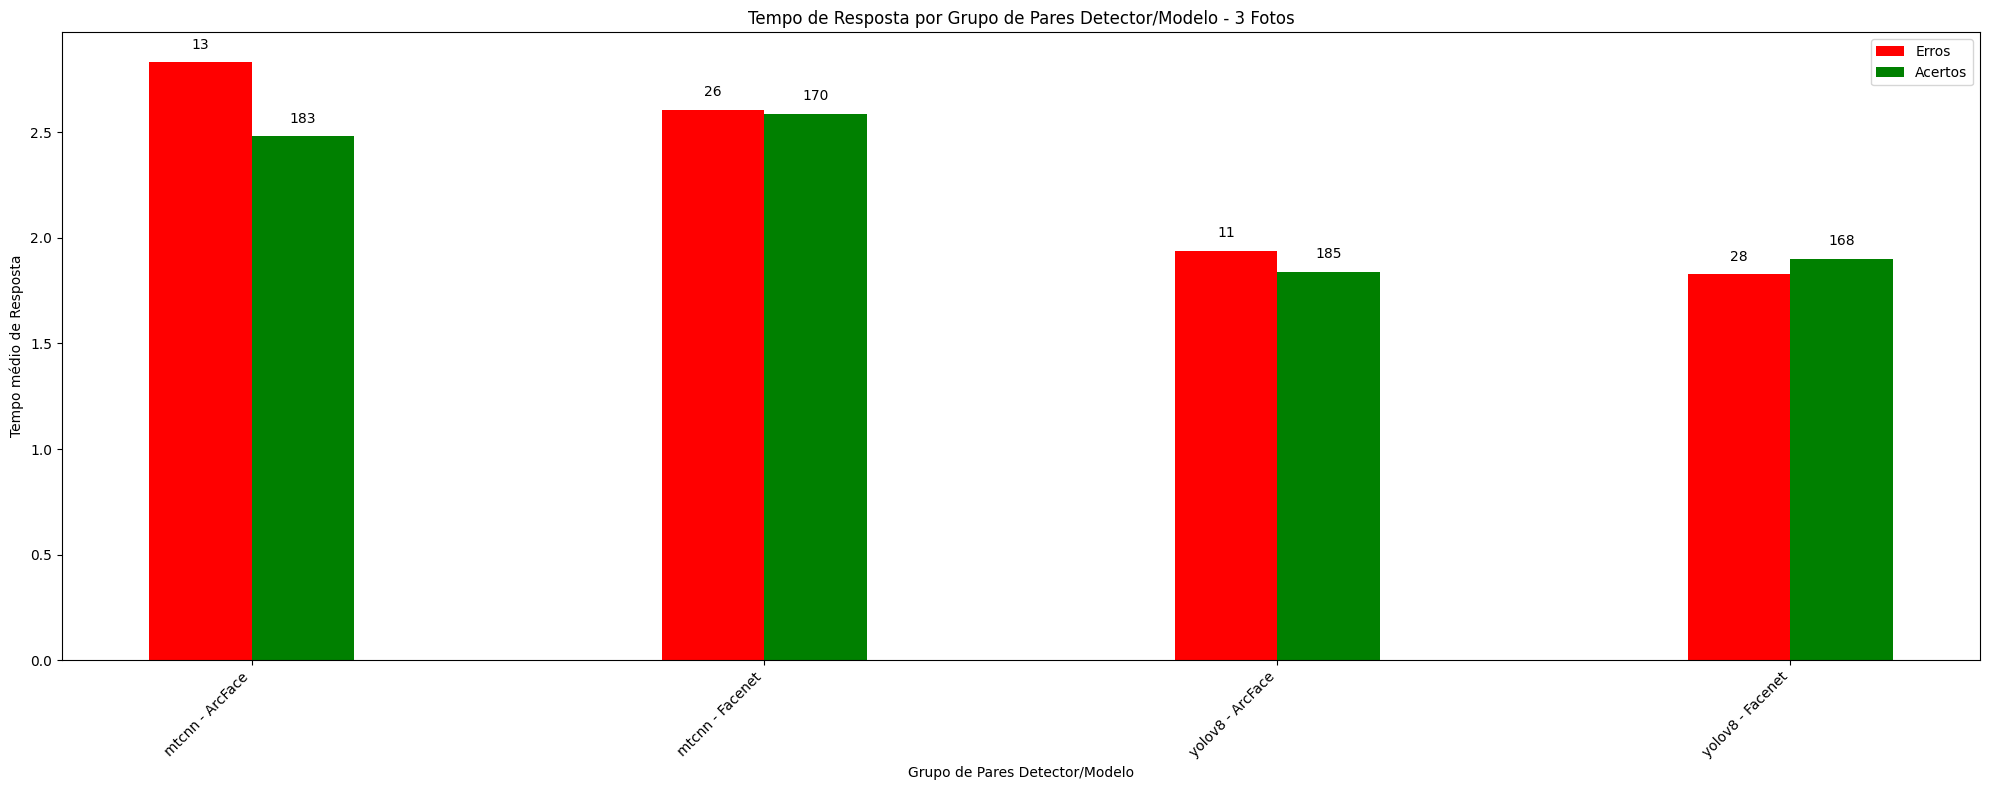 Tempo de Resposta por Grupo de Pares Detector/Modelo - 3 Fotos
Erros
Acertos
13
183
26
170
11
185
28
168
Tempo médio de Resposta
2.5
2.0
1.5
1.0
0.5
0.0
mtcnn - ArcFace
mtcnn - Facenet
yolov8 - ArcFace
yolov8 - Facenet
Grupo de Pares Detector/Modelo